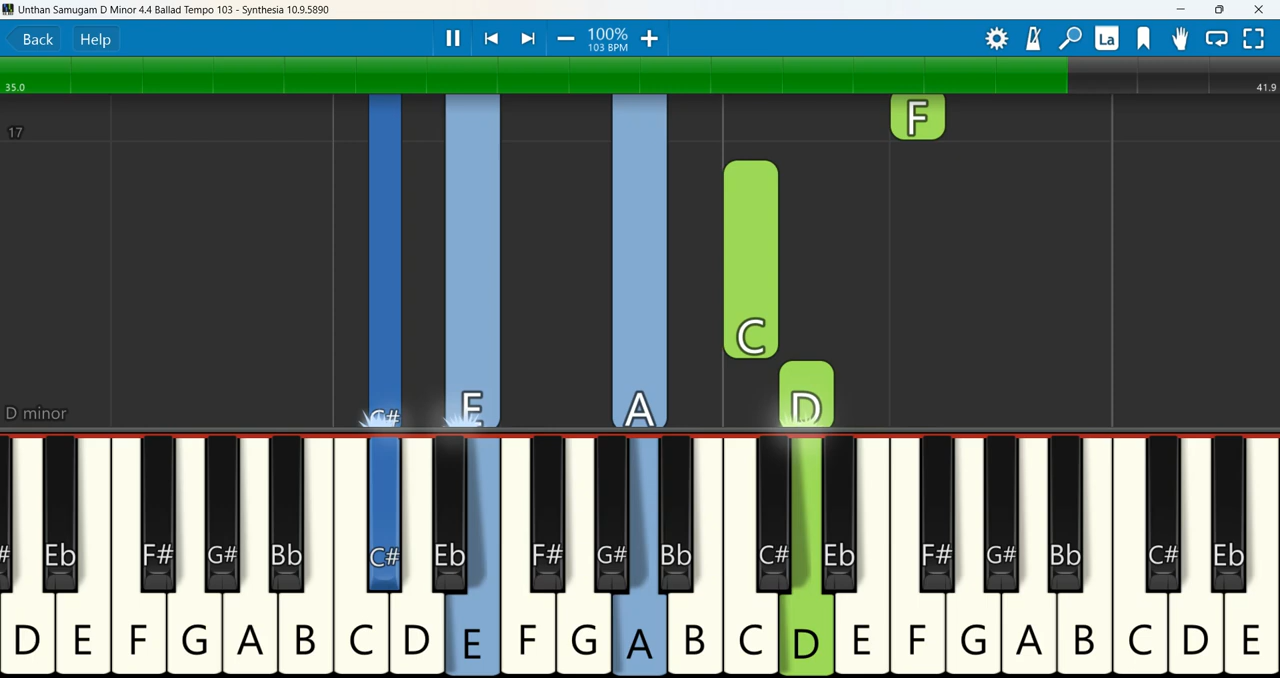 Unthan Samugam D Minor 4.4 Ballad Tempo 103 - Synthesia 10.9.5890
Back Help 100% La
103 BPM
35.0 41.9
17 F
C
D minor C# E A D
# Eb F# G# Bb C# Eb F# G# Bb C# Eb F# G# Bb C# Eb
D E F G A B C D E F G A B C D E F G A B C D E